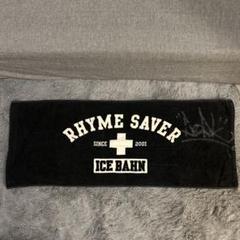 RHYME SAVER
SINCE 2001
ICE BAHN